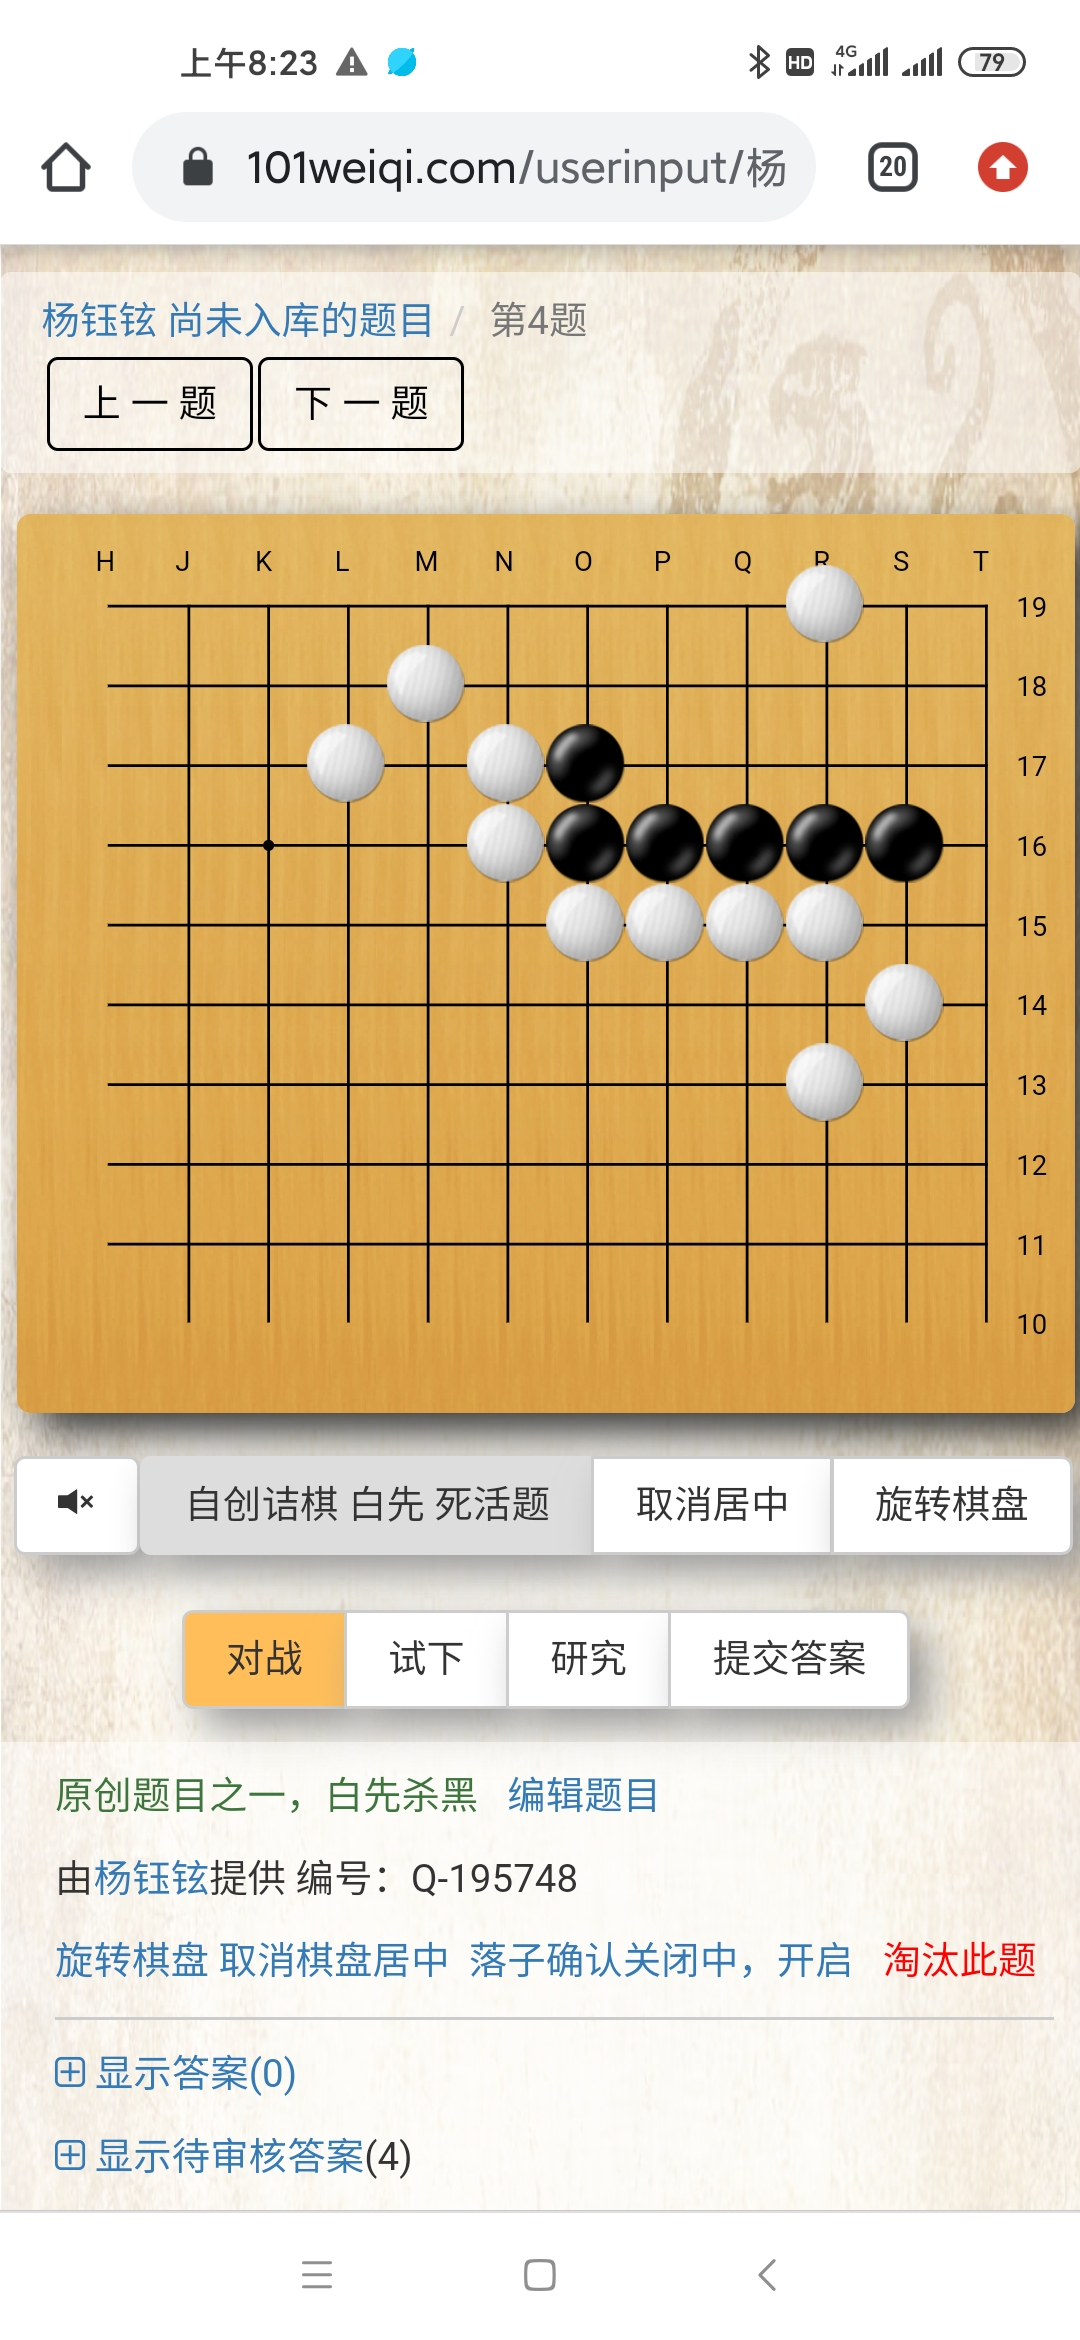 上午8:23 HD 4G 79
101weiqi.com/userinput/杨 20
杨钰铉 尚未入库的题目 / 第4题
上一题 下一题
H J K L M N O P Q R S T
19
18
17
16
15
14
13
12
11
10
自创诘棋 白先 死活题 取消居中 旋转棋盘
对战 试下 研究 提交答案
原创题目之一，白先杀黑 编辑题目
由杨钰铉提供 编号：Q-195748
旋转棋盘 取消棋盘居中 落子确认关闭中，开启 淘汰此题
显示答案(0)
显示待审核答案(4)